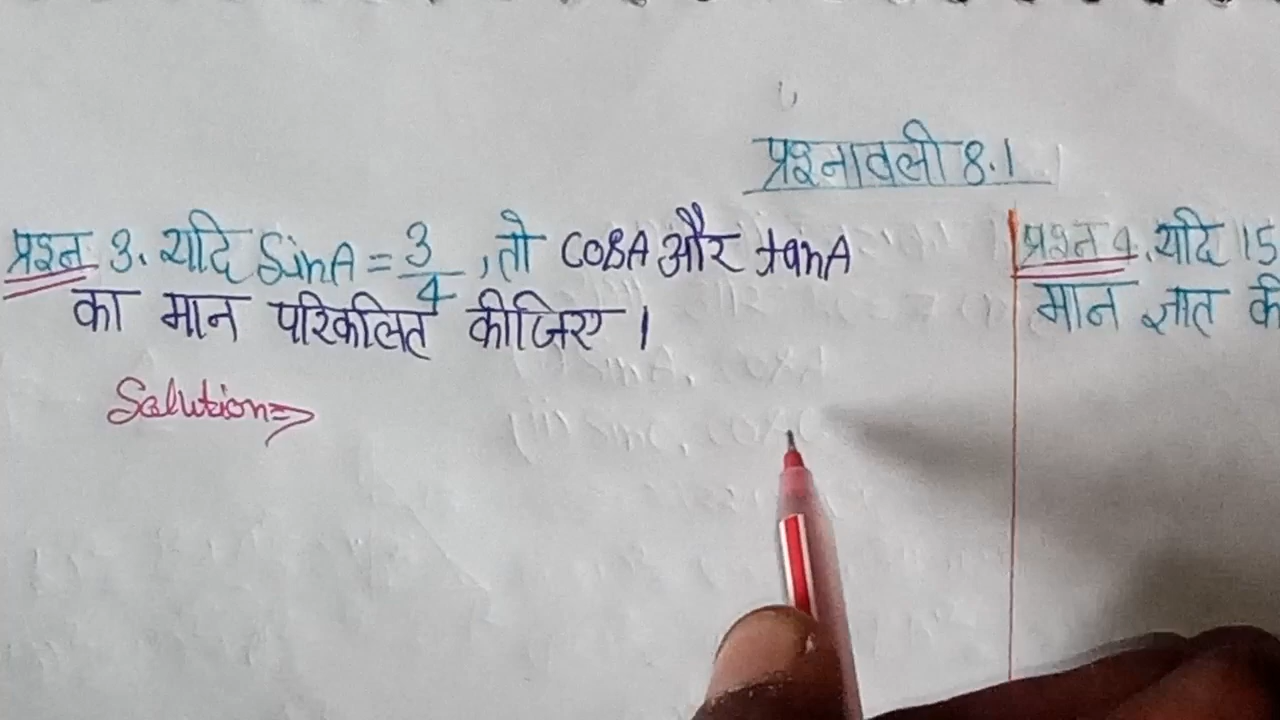 प्रश्नावली 8.1
प्रश्न 3. यदि SinA = 3/4, तो cosA और tanA
का मान परिकलित कीजिए।
Solution⇒
प्रश्न 4. यदि 15
मान ज्ञात की